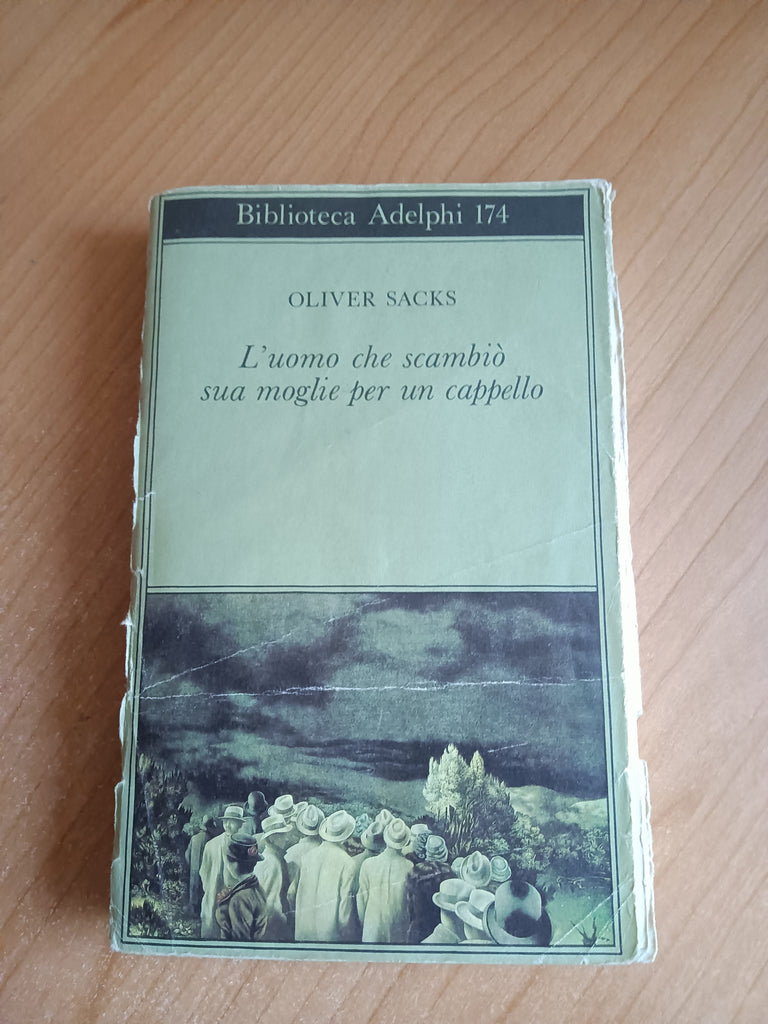 Biblioteca Adelphi 174
OLIVER SACKS
L'uomo che scambiò
sua moglie per un cappello